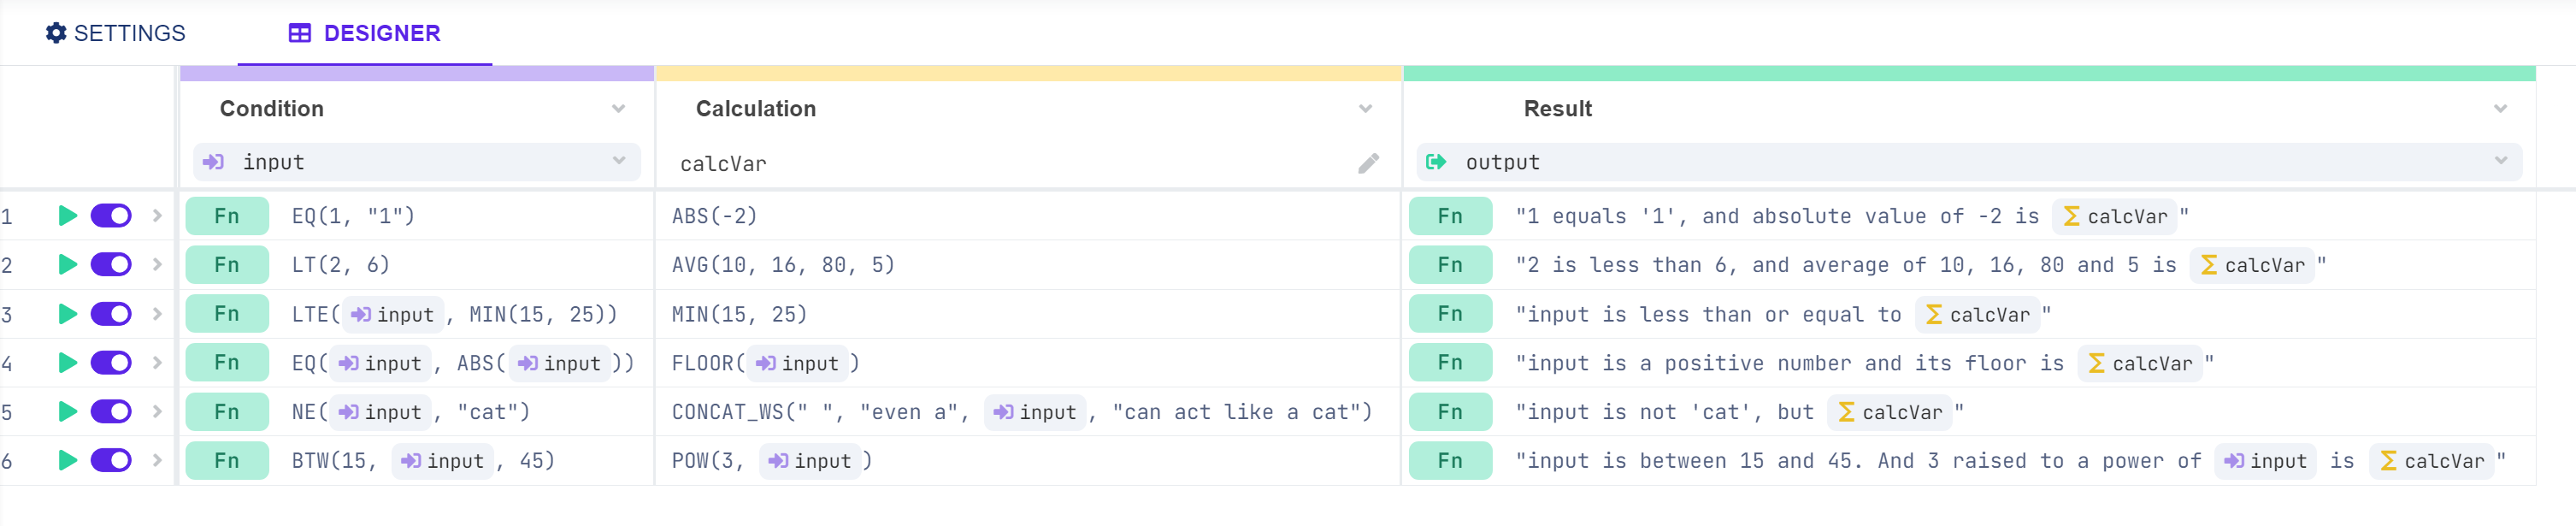 SETTINGS DESIGNER
Condition Calculation Result
input calcVar output
1 Fn EQ(1, "1") ABS(-2) Fn "1 equals '1', and absolute value of -2 is Σ calcVar"
2 Fn LT(2, 6) AVG(10, 16, 80, 5) Fn "2 is less than 6, and average of 10, 16, 80 and 5 is Σ calcVar"
3 Fn LTE(input, MIN(15, 25)) MIN(15, 25) Fn "input is less than or equal to Σ calcVar"
4 Fn EQ(input, ABS(input)) FLOOR(input) Fn "input is a positive number and its floor is Σ calcVar"
5 Fn NE(input, "cat") CONCAT_WS(" ", "even a", input, "can act like a cat") Fn "input is not 'cat', but Σ calcVar"
6 Fn BTW(15, input, 45) POW(3, input) Fn "input is between 15 and 45. And 3 raised to a power of input is Σ calcVar"